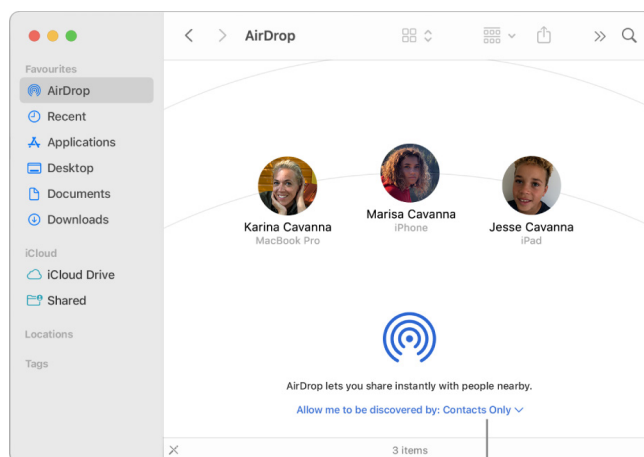 AirDrop
Favourites
AirDrop
Recent
Applications
Desktop
Documents
Downloads
iCloud
iCloud Drive
Shared
Locations
Tags
Karina Cavanna
MacBook Pro
Marisa Cavanna
iPhone
Jesse Cavanna
iPad
AirDrop lets you share instantly with people nearby.
Allow me to be discovered by: Contacts Only
3 items